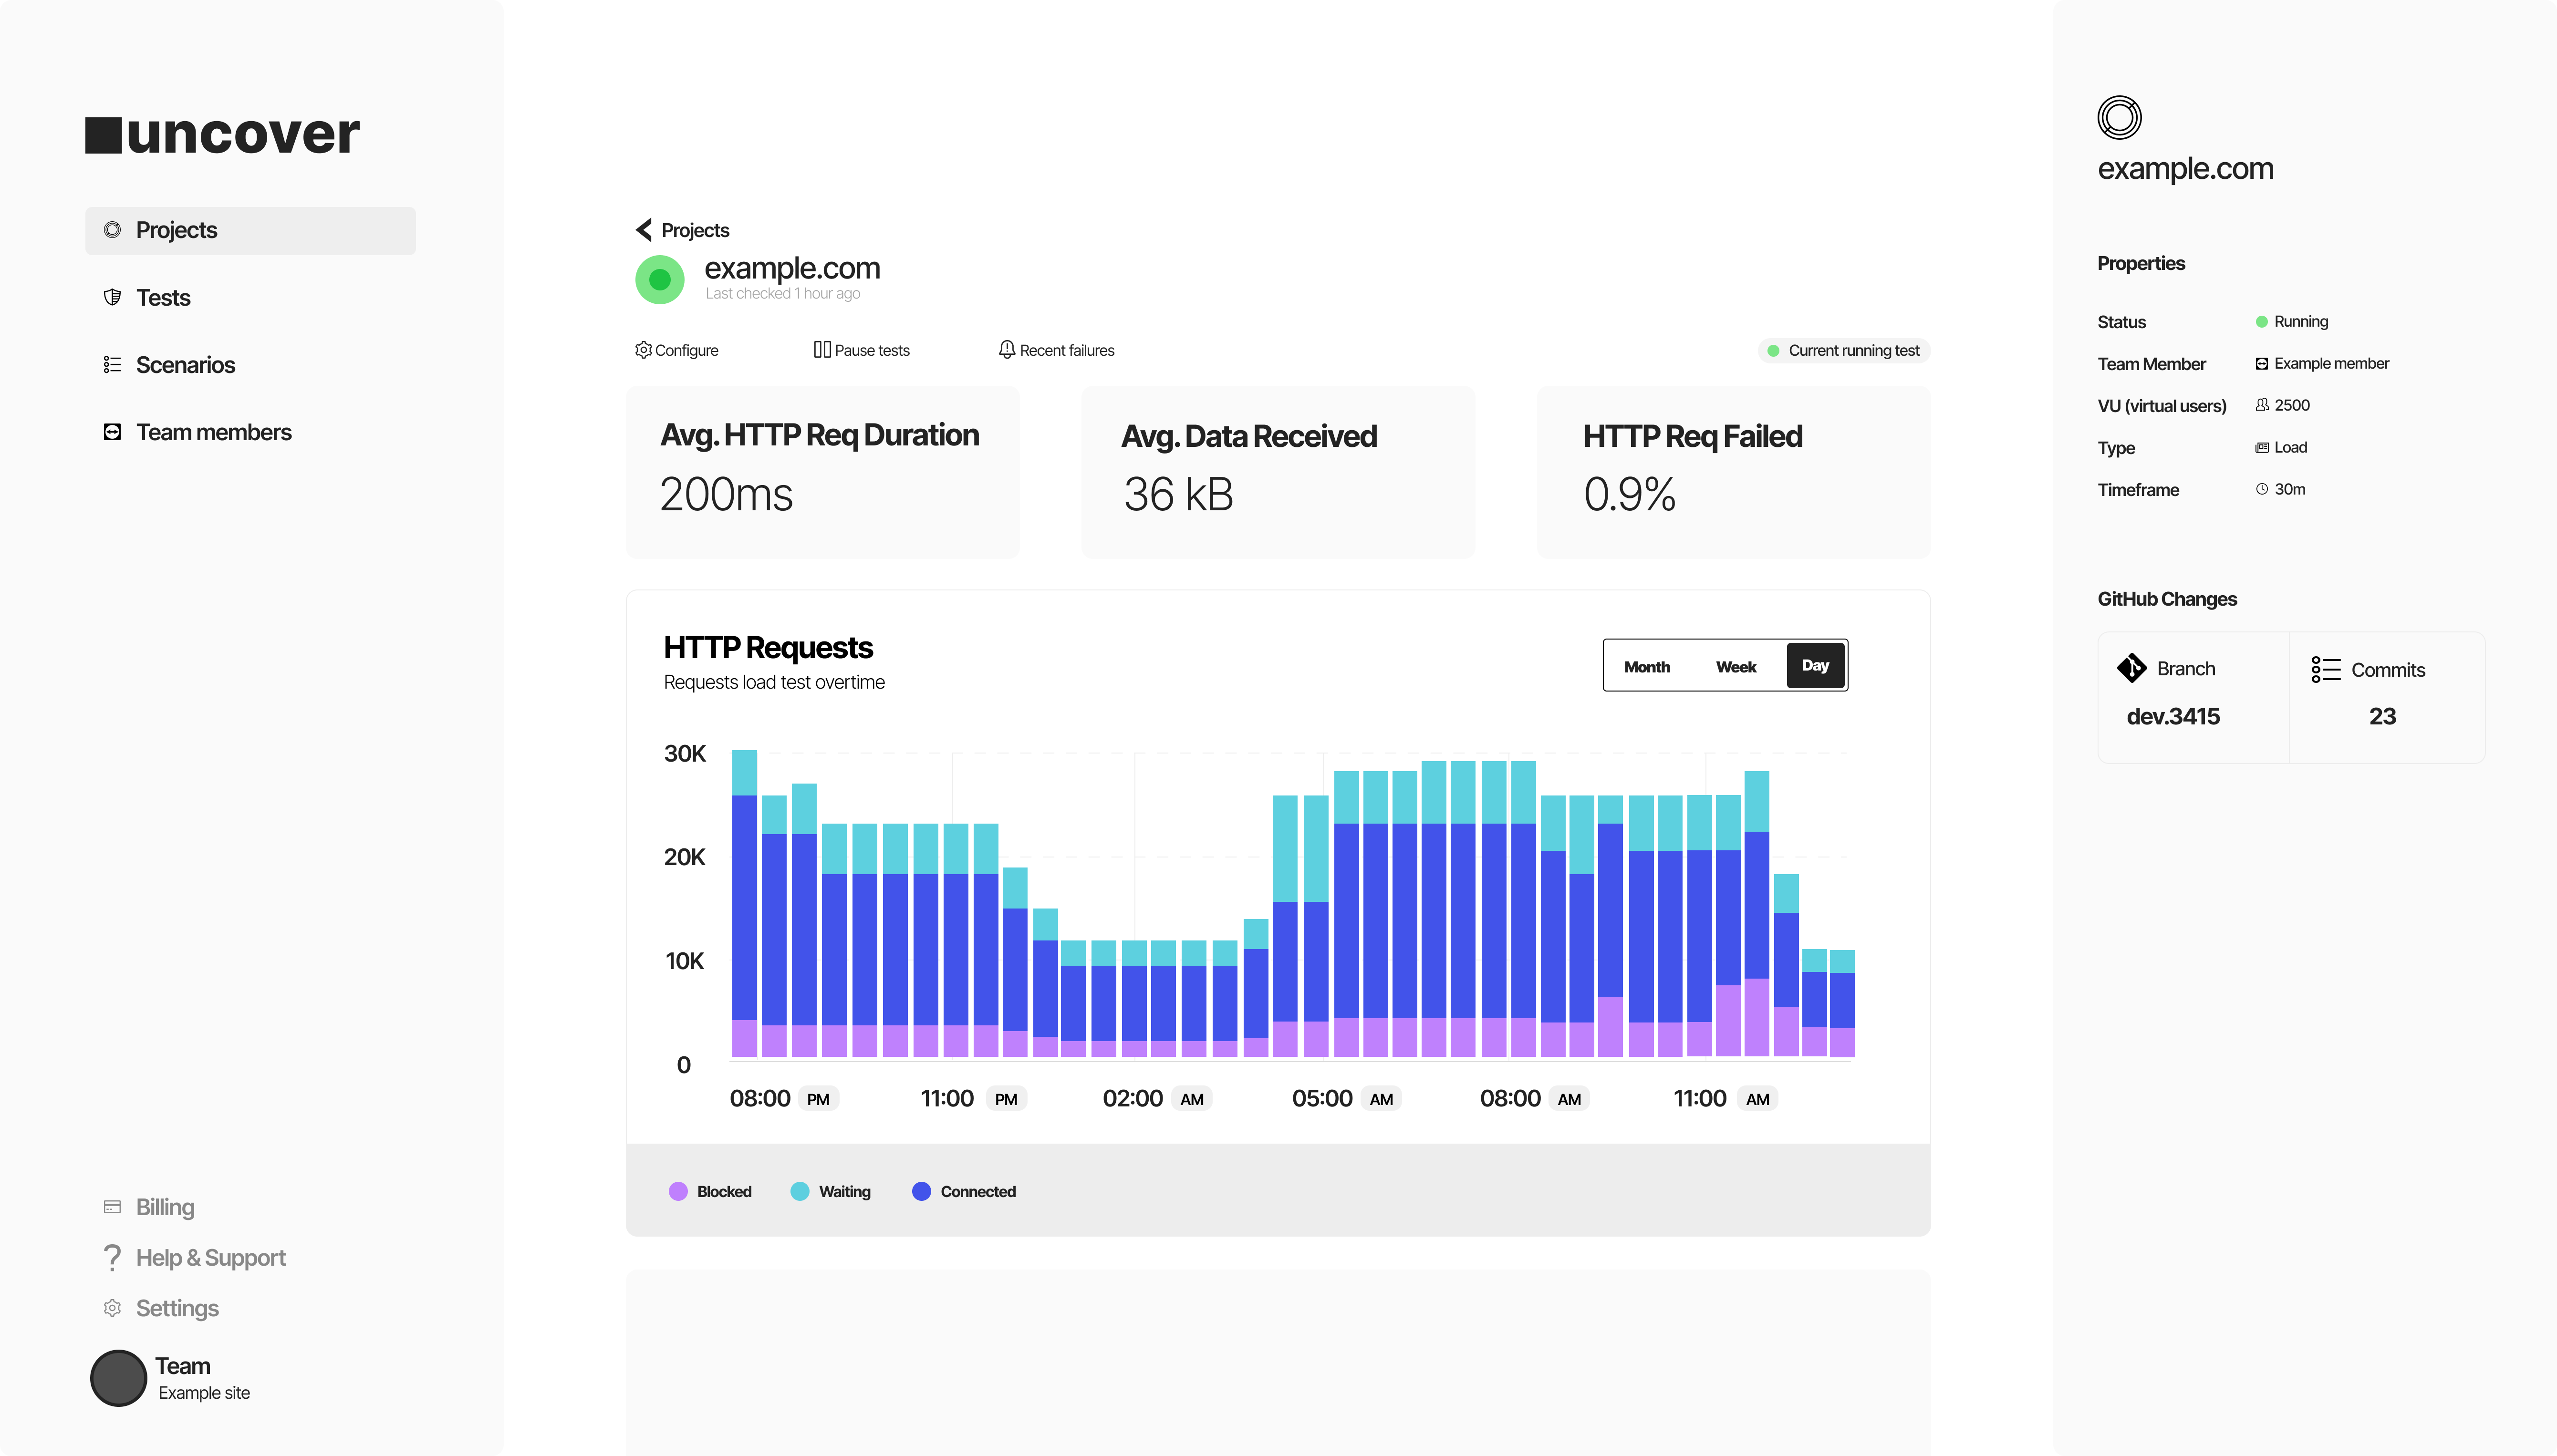 uncover
Projects
Tests
Scenarios
Team members
Billing
Help & Support
Settings
Team
Example site
Projects
example.com
Last checked 1 hour ago
Configure
Pause tests
Recent failures
Current running test
Avg. HTTP Req Duration
200ms
Avg. Data Received
36 kB
HTTP Req Failed
0.9%
HTTP Requests
Requests load test overtime
Month Week Day
30K
20K
10K
0
08:00 PM 11:00 PM 02:00 AM 05:00 AM 08:00 AM 11:00 AM
Blocked Waiting Connected
example.com
Properties
Status Running
Team Member Example member
VU (virtual users) 2500
Type Load
Timeframe 30m
GitHub Changes
Branch
dev.3415
Commits
23